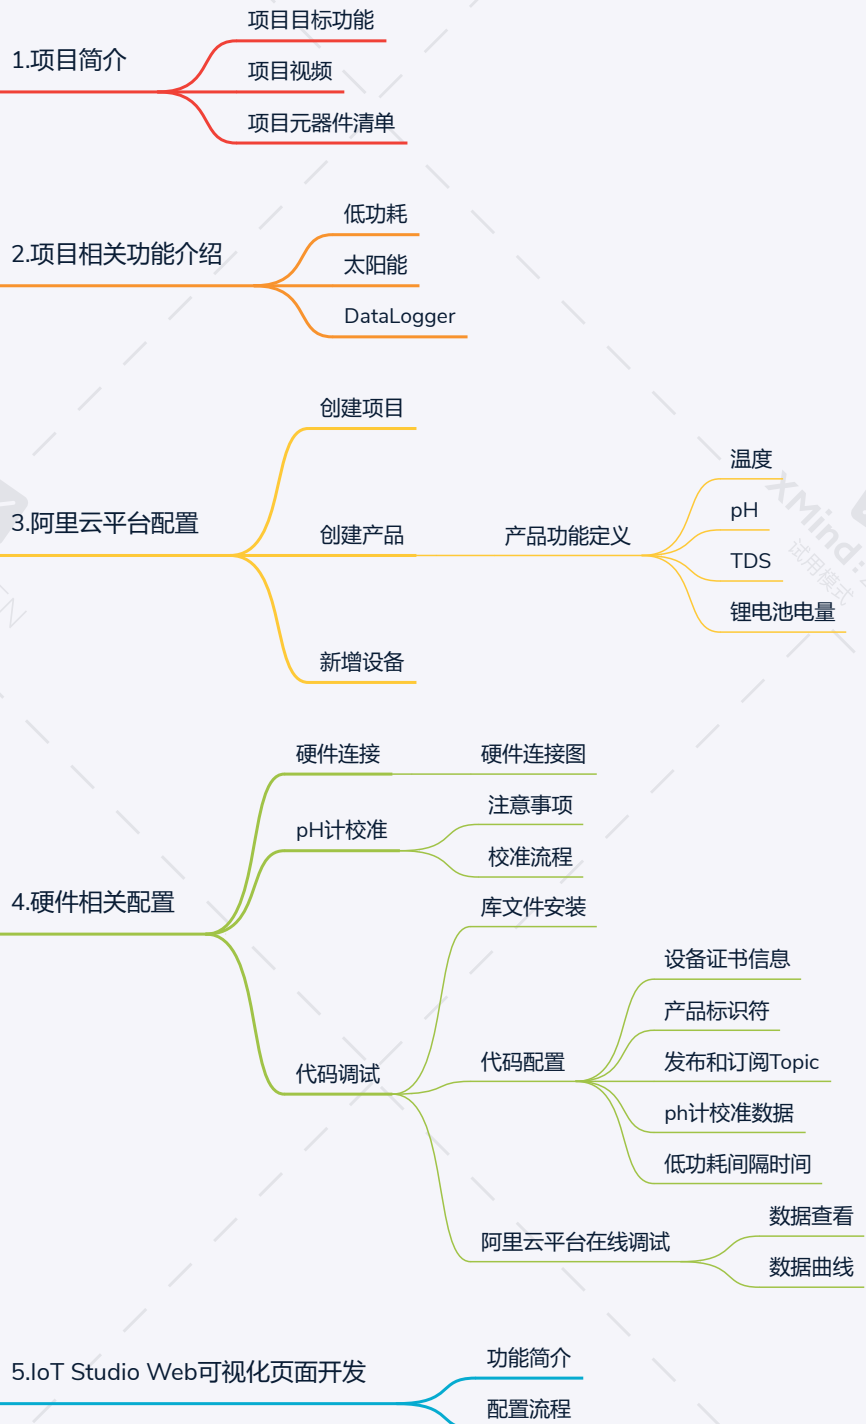 1.项目简介
项目目标功能
项目视频
项目元器件清单
2.项目相关功能介绍
低功耗
太阳能
DataLogger
3.阿里云平台配置
创建项目
创建产品
产品功能定义
温度
pH
TDS
锂电池电量
新增设备
XMind:
试用模式
4.硬件相关配置
硬件连接
硬件连接图
pH计校准
注意事项
校准流程
代码调试
库文件安装
代码配置
设备证书信息
产品标识符
发布和订阅Topic
ph计校准数据
低功耗间隔时间
阿里云平台在线调试
数据查看
数据曲线
5.IoT Studio Web可视化页面开发
功能简介
配置流程